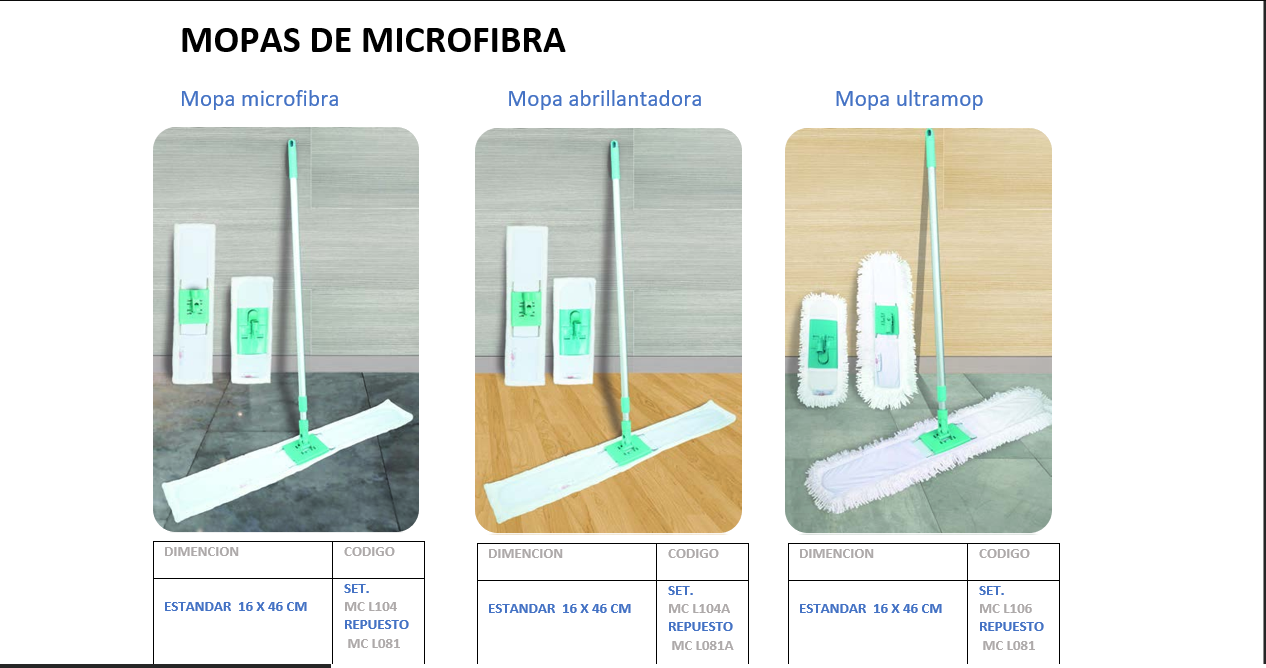 MOPAS DE MICROFIBRA
Mopa microfibra
Mopa abrillantadora
Mopa ultramop
DIMENCION CODIGO
ESTANDAR 16 X 46 CM
SET.
MC L104
REPUESTO
MC L081
DIMENCION CODIGO
ESTANDAR 16 X 46 CM
SET.
MC L104A
REPUESTO
MC L081A
DIMENCION CODIGO
ESTANDAR 16 X 46 CM
SET.
MC L106
REPUESTO
MC L081